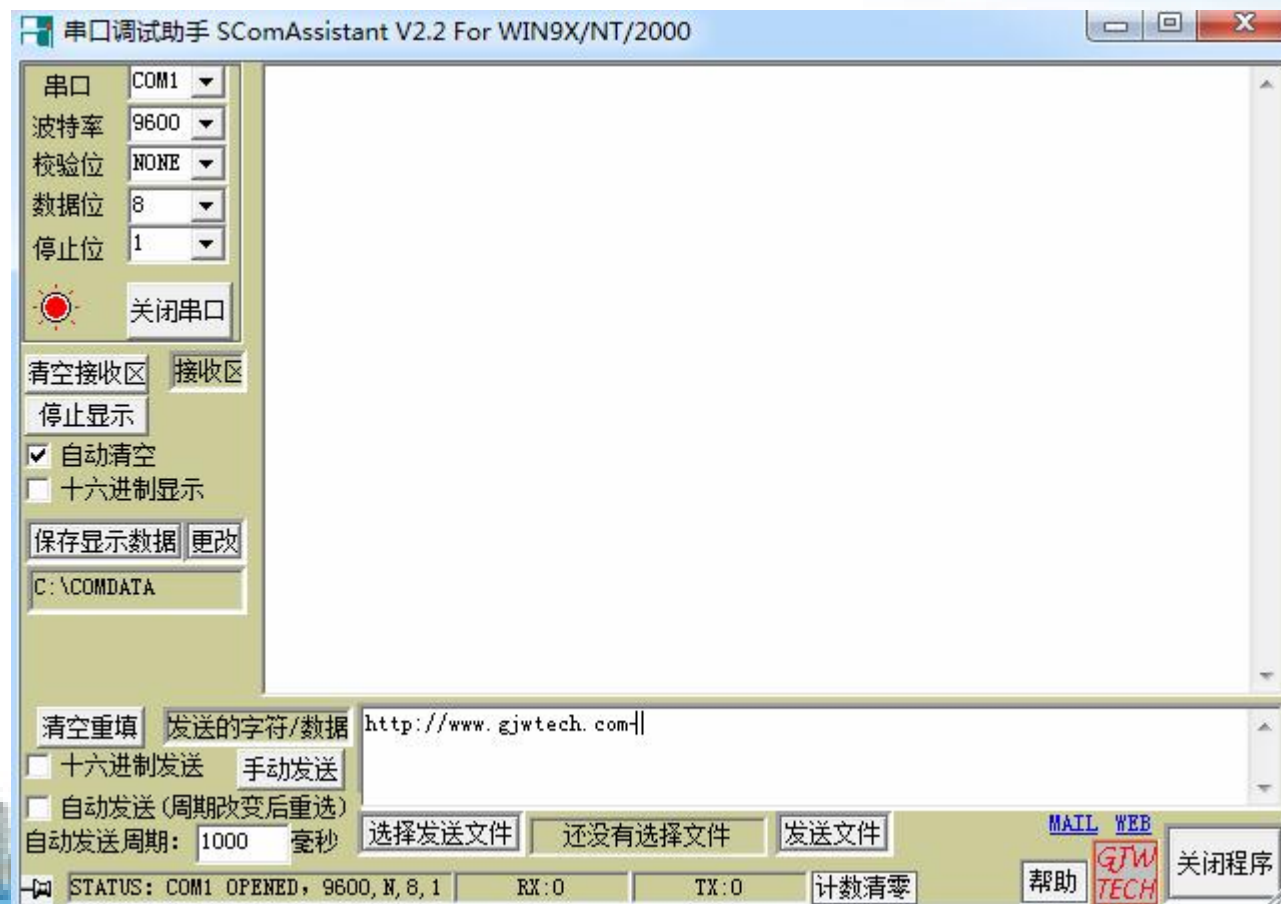 串口调试助手 SComAssistant V2.2 For WIN9X/NT/2000
串口 COM1
波特率 9600
校验位 NONE
数据位 8
停止位 1
关闭串口
清空接收区 接收区
停止显示
自动清空
十六进制显示
保存显示数据 更改
C:\COMDATA
清空重填 发送的字符/数据 http://www.gjwtech.com
十六进制发送 手动发送
自动发送(周期改变后重选)
自动发送周期: 1000 毫秒 选择发送文件 还没有选择文件 发送文件 MAIL WEB
STATUS: COM1 OPENED, 9600, N, 8, 1 RX:0 TX:0 计数清零 帮助 GJW TECH 关闭程序